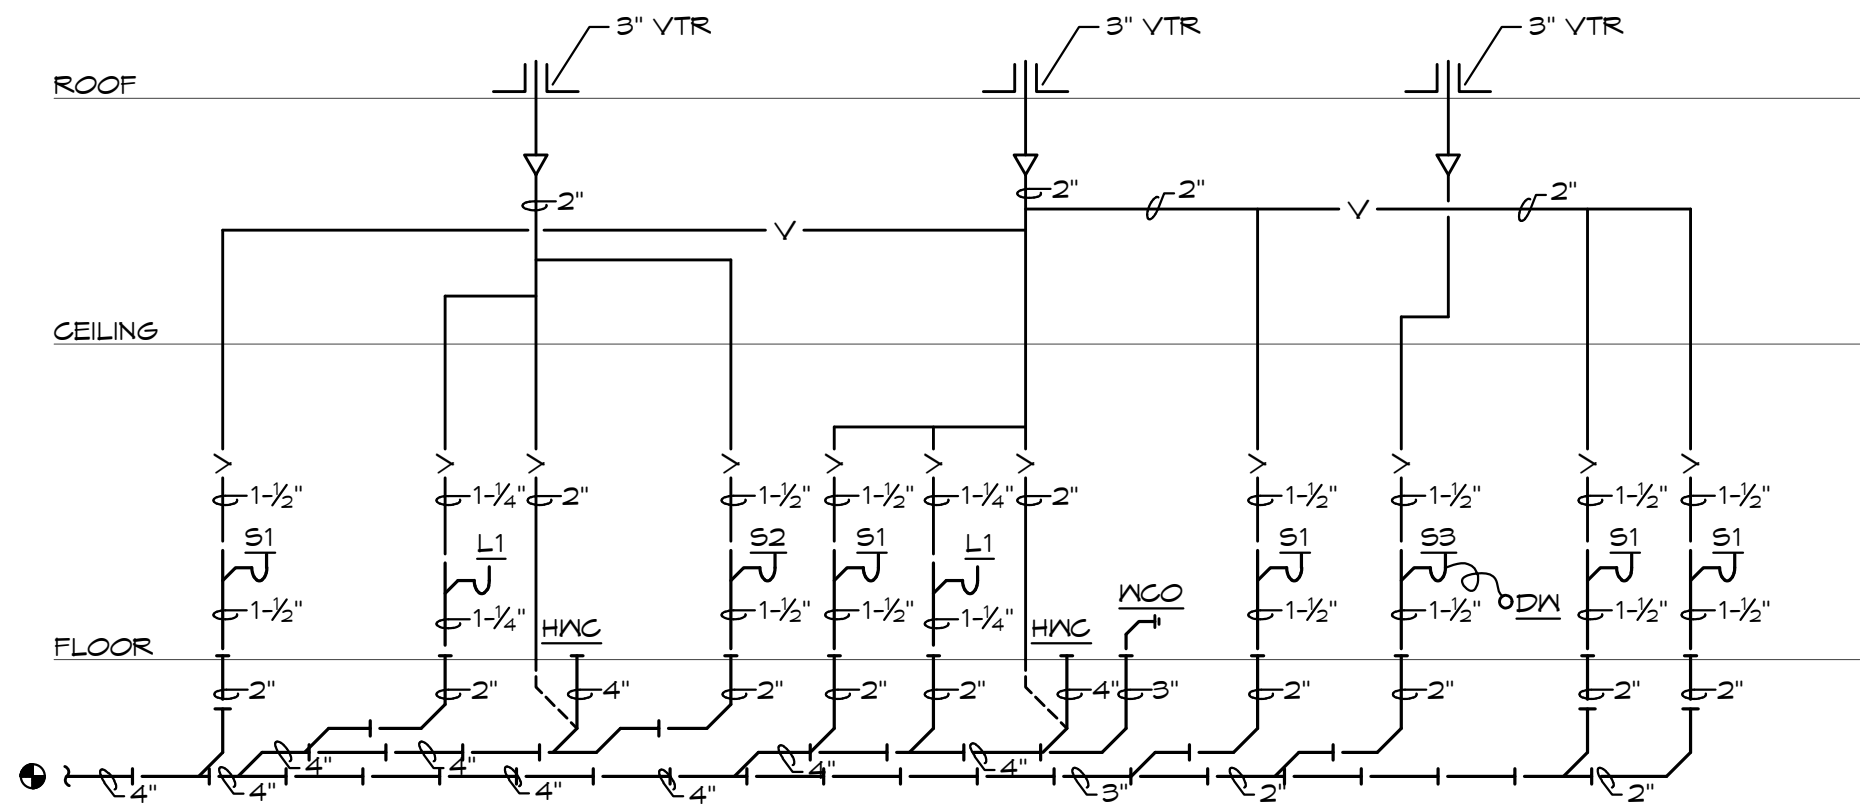 3" VTR 3" VTR 3" VTR
ROOF
2" 2" 2" 2"
V V
CEILING
V V V V V V V V V V V
1-½" 1-¼" 2" 1-½" 1-½" 1-¼" 2" 1-½" 1-½" 1-½" 1-½"
S1 L1 S2 S1 L1 S1 S3 S1 S1
WCO
1-½" 1-¼" 1-½" 1-½" 1-¼" 1-½" 1-½" DW 1-½" 1-½"
HWC HWC
FLOOR
2" 2" 4" 2" 2" 2" 4" 3" 2" 2" 2" 2"
4" 4" 4" 4"
4" 4" 4" 4" 3" 2" 2"